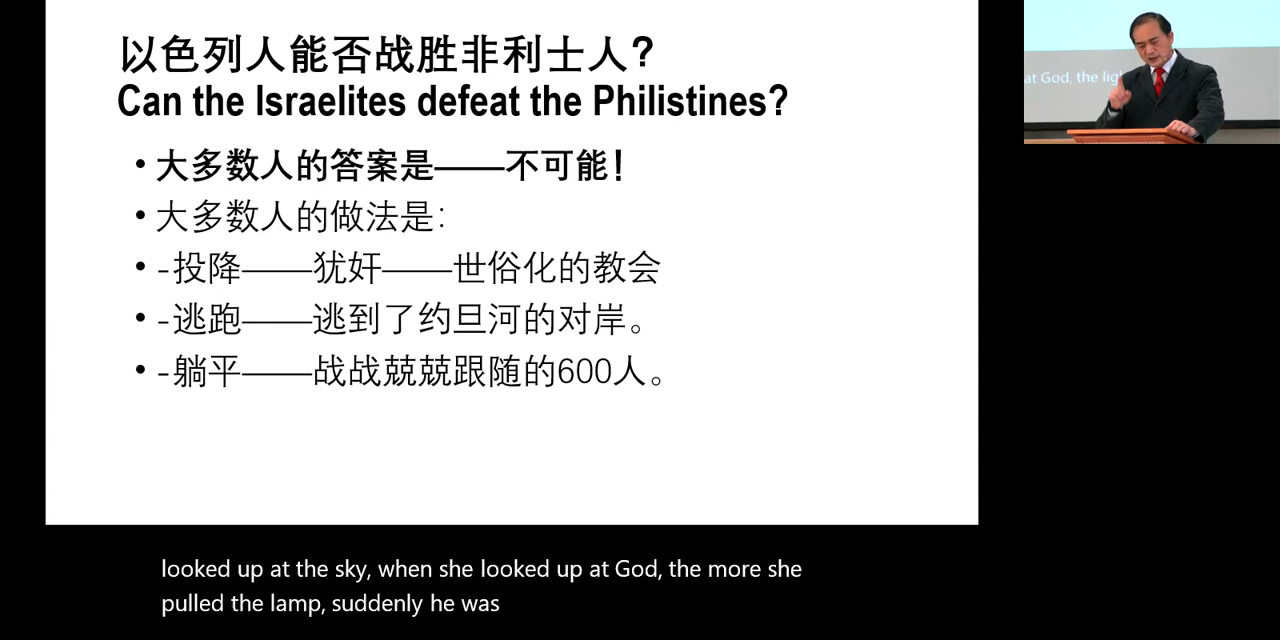 以色列人能否战胜非利士人？
Can the Israelites defeat the Philistines?
• 大多数人的答案是——不可能！
• 大多数人的做法是：
• -投降——犹奸——世俗化的教会
• -逃跑——逃到了约旦河的对岸。
• -躺平——战战兢兢跟随的600人。
at God, the lig
looked up at the sky, when she looked up at God, the more she
pulled the lamp, suddenly he was